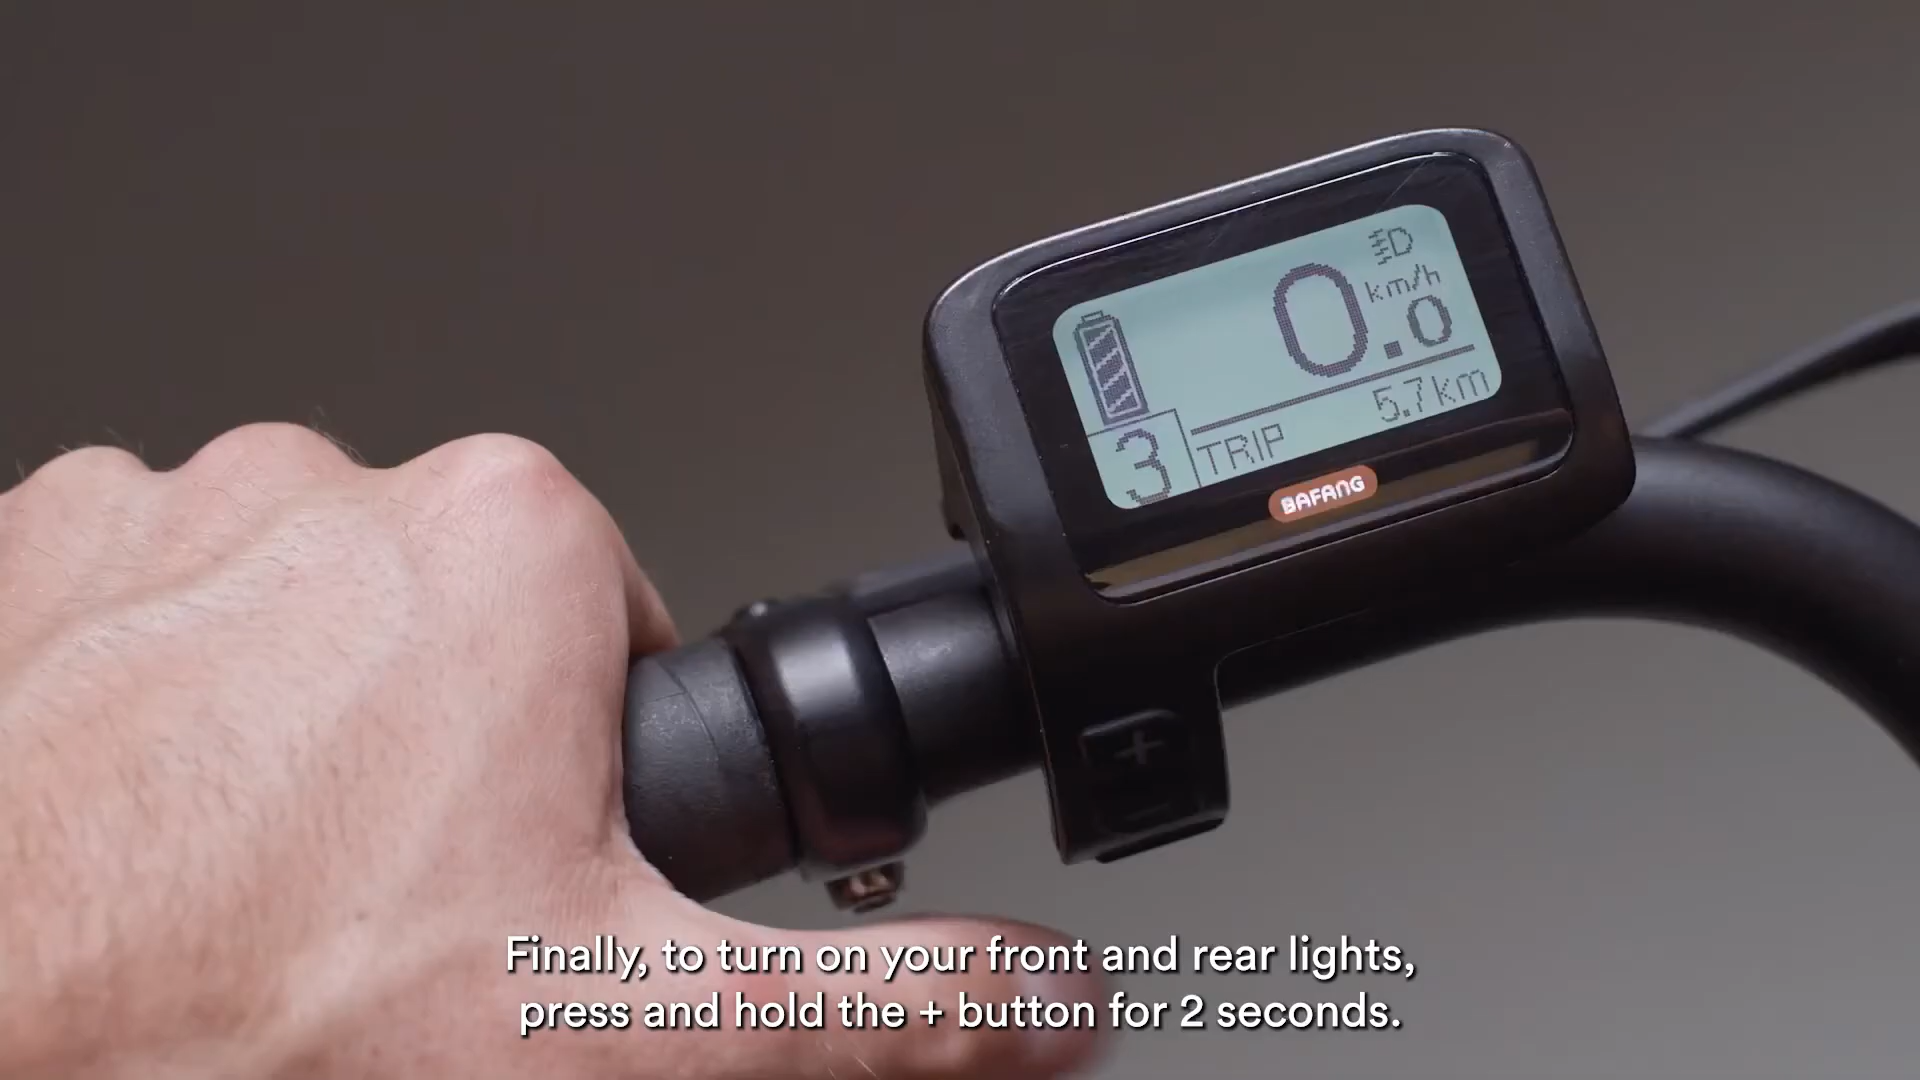 km/h
0.0
5.7km
3
TRIP
BAFANG
+
-
Finally, to turn on your front and rear lights,
press and hold the + button for 2 seconds.